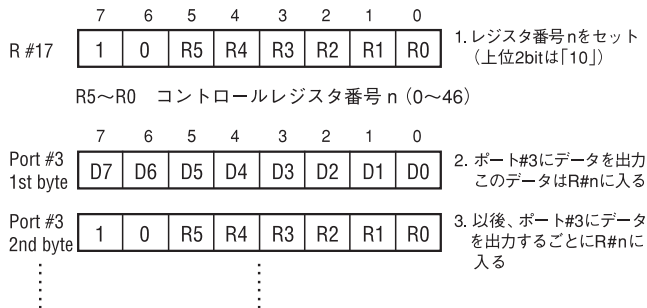 7 6 5 4 3 2 1 0
R #17 1 0 R5 R4 R3 R2 R1 R0
1. レジスタ番号nをセット
(上位2bitは「10」)
R5～R0 コントロールレジスタ番号 n (0～46)
7 6 5 4 3 2 1 0
Port #3
1st byte
D7 D6 D5 D4 D3 D2 D1 D0
2. ポート#3にデータを出力
このデータはR#nに入る
Port #3
2nd byte
1 0 R5 R4 R3 R2 R1 R0
3. 以後、ポート#3にデータ
を出力するごとにR#nに
入る